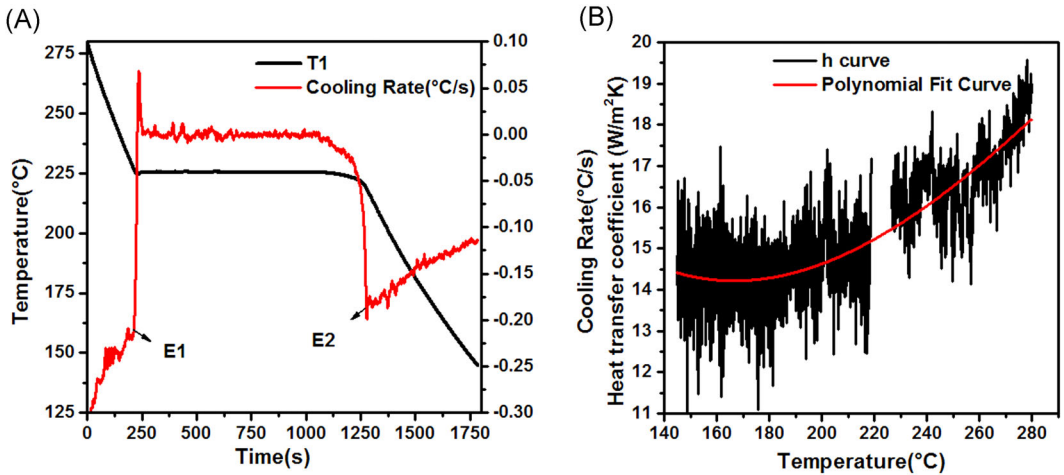 (A)
T1
Cooling Rate(°C/s)
E1
E2
Temperature(°C)
275
250
225
200
175
150
125
0.10
0.05
0.00
-0.05
-0.10
-0.15
-0.20
-0.25
-0.30
Cooling Rate(°C/s)
0 250 500 750 1000 1250 1500 1750
Time(s)
(B)
h curve
Polynomial Fit Curve
Heat transfer coefficient (W/m²K)
20
19
18
17
16
15
14
13
12
11
140 160 180 200 220 240 260 280
Temperature(°C)